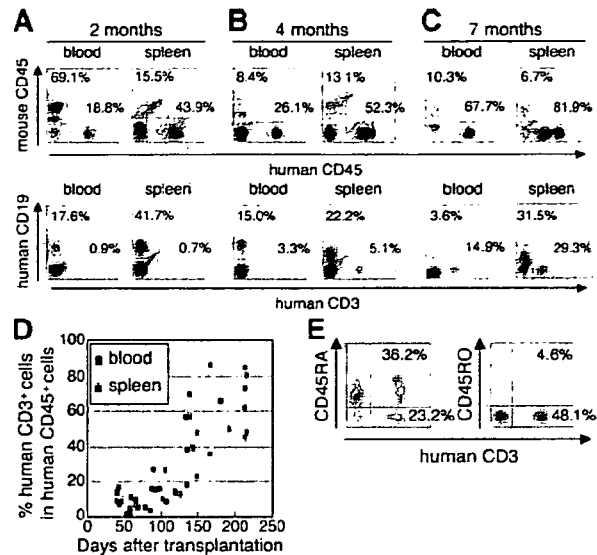 A B C
2 months 4 months 7 months
blood spleen blood spleen blood spleen
69.1% 15.5% 8.4% 13.1% 10.3% 6.7%
18.8% 43.9% 26.1% 52.3% 67.7% 81.9%
mouse CD45
human CD45
blood spleen blood spleen blood spleen
17.6% 41.7% 15.0% 22.2% 3.6% 31.5%
0.9% 0.7% 3.3% 5.1% 14.9% 29.3%
human CD19
human CD3
D
% human CD3+ cells
in human CD45+ cells
100
80
60
40
20
0
blood
spleen
0 50 100 150 200 250
Days after transplantation
E
CD45RA
36.2%
23.2%
CD45RO
4.6%
48.1%
human CD3